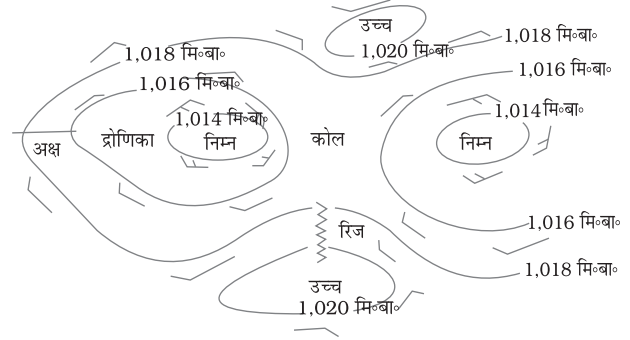 उच्च
1,020 मि॰बा॰
1,018 मि॰बा॰
1,018 मि॰बा॰
1,016 मि॰बा॰
1,016 मि॰बा॰
1,014 मि॰बा॰
1,014 मि॰बा॰
अक्ष
द्रोणिका
निम्न
कोल
निम्न
1,016 मि॰बा॰
रिज
1,018 मि॰बा॰
उच्च
1,020 मि॰बा॰